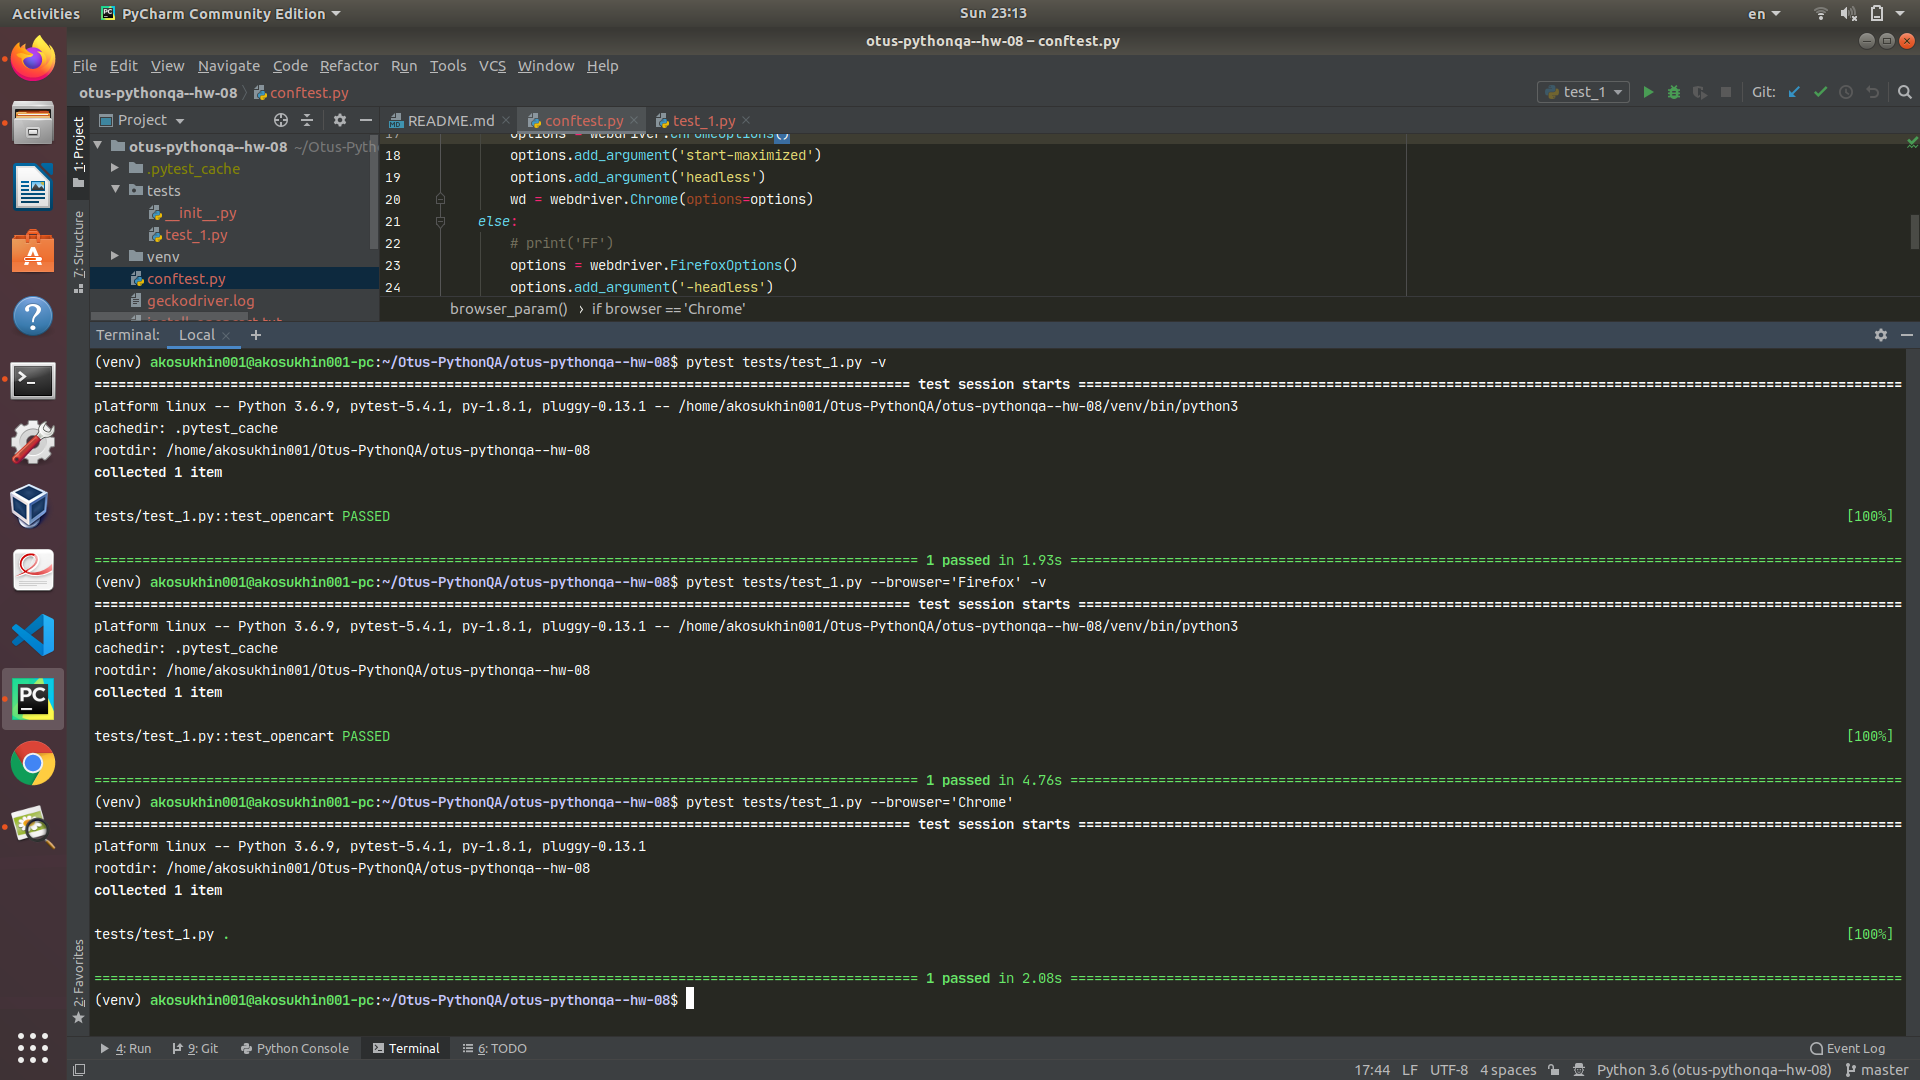 Activities
PyCharm Community Edition
Sun 23:13
en
otus-pythonqa--hw-08 – conftest.py
File Edit View Navigate Code Refactor Run Tools VCS Window Help
otus-pythonqa--hw-08 conftest.py
test_1
Git:
1: Project
7: Structure
2: Favorites
Project
otus-pythonqa--hw-08 ~/Otus-Pyth
.pytest_cache
tests
__init__.py
test_1.py
venv
conftest.py
geckodriver.log
README.md
conftest.py
test_1.py
17 options = webdriver.ChromeOptions()
18 options.add_argument('start-maximized')
19 options.add_argument('headless')
20 wd = webdriver.Chrome(options=options)
21 else:
22 # print('FF')
23 options = webdriver.FirefoxOptions()
24 options.add_argument('-headless')
browser_param() › if browser == 'Chrome'
Terminal: Local +
(venv) akosukhin001@akosukhin001-pc:~/Otus-PythonQA/otus-pythonqa--hw-08$ pytest tests/test_1.py -v
test session starts
platform linux -- Python 3.6.9, pytest-5.4.1, py-1.8.1, pluggy-0.13.1 -- /home/akosukhin001/Otus-PythonQA/otus-pythonqa--hw-08/venv/bin/python3
cachedir: .pytest_cache
rootdir: /home/akosukhin001/Otus-PythonQA/otus-pythonqa--hw-08
collected 1 item
tests/test_1.py::test_opencart PASSED [100%]
1 passed in 1.93s
(venv) akosukhin001@akosukhin001-pc:~/Otus-PythonQA/otus-pythonqa--hw-08$ pytest tests/test_1.py --browser='Firefox' -v
test session starts
platform linux -- Python 3.6.9, pytest-5.4.1, py-1.8.1, pluggy-0.13.1 -- /home/akosukhin001/Otus-PythonQA/otus-pythonqa--hw-08/venv/bin/python3
cachedir: .pytest_cache
rootdir: /home/akosukhin001/Otus-PythonQA/otus-pythonqa--hw-08
collected 1 item
tests/test_1.py::test_opencart PASSED [100%]
1 passed in 4.76s
(venv) akosukhin001@akosukhin001-pc:~/Otus-PythonQA/otus-pythonqa--hw-08$ pytest tests/test_1.py --browser='Chrome'
test session starts
platform linux -- Python 3.6.9, pytest-5.4.1, py-1.8.1, pluggy-0.13.1
rootdir: /home/akosukhin001/Otus-PythonQA/otus-pythonqa--hw-08
collected 1 item
tests/test_1.py . [100%]
1 passed in 2.08s
(venv) akosukhin001@akosukhin001-pc:~/Otus-PythonQA/otus-pythonqa--hw-08$
4: Run 9: Git Python Console Terminal 6: TODO Event Log
17:44 LF UTF-8 4 spaces Python 3.6 (otus-pythonqa--hw-08) master